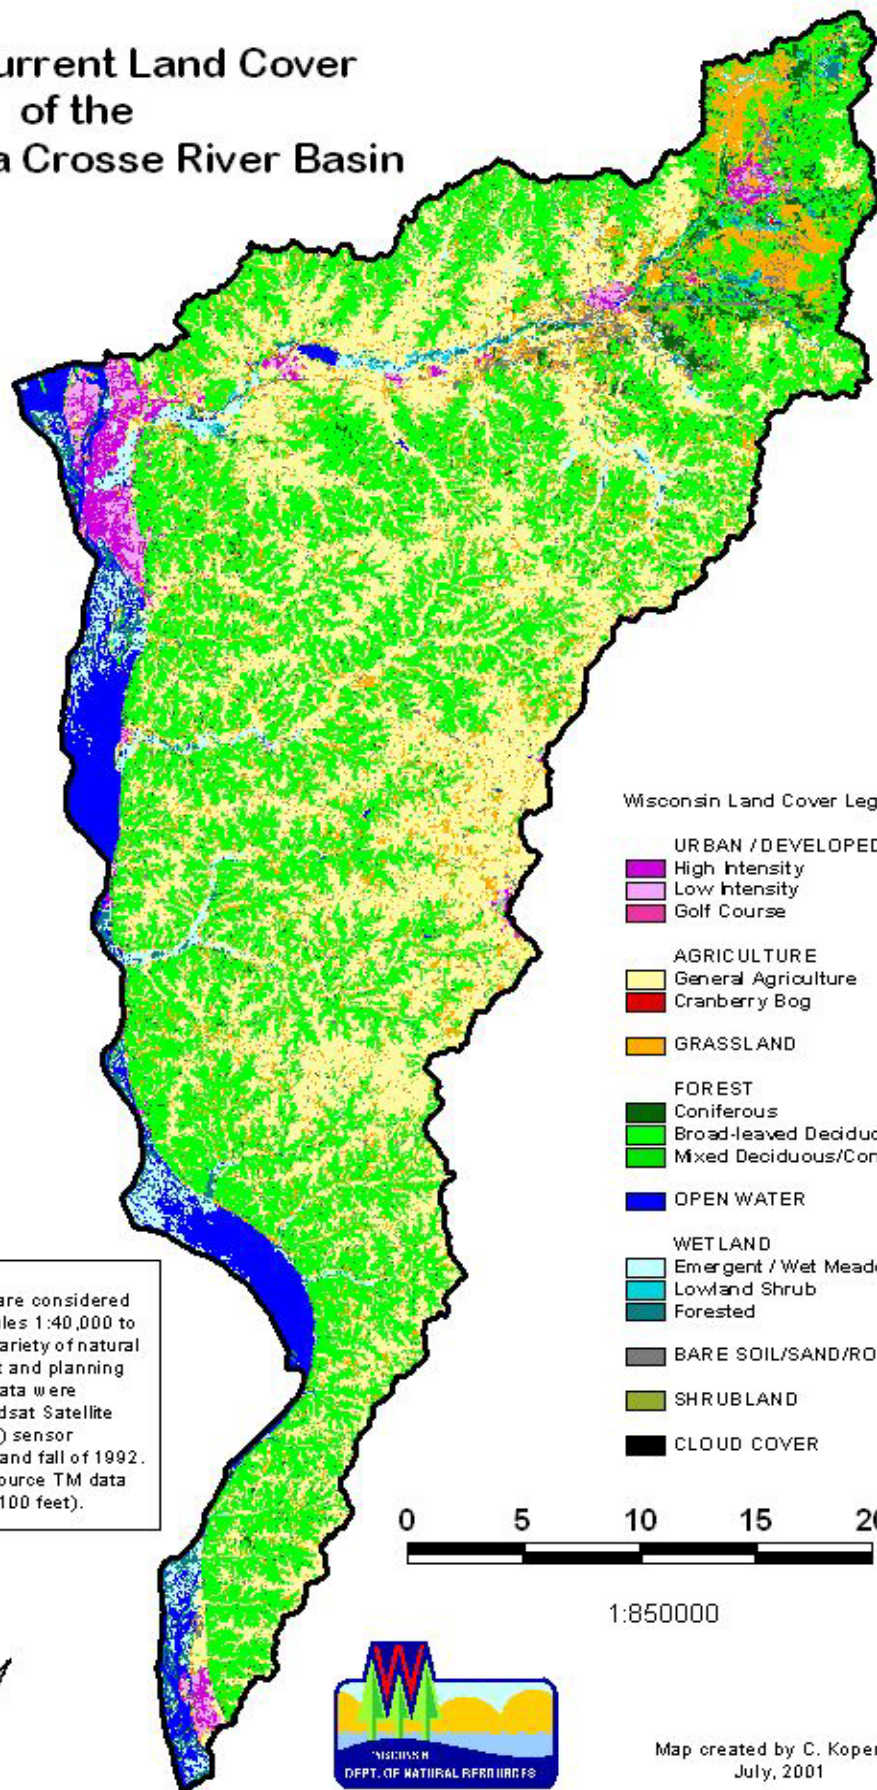 urrent Land Cover
of the
a Crosse River Basin
Wisconsin Land Cover Leg
URBAN / DEVELOPED
High Intensity
Low Intensity
Golf Course
AGRICULTURE
General Agriculture
Cranberry Bog
GRASSLAND
FOREST
Coniferous
Broad-leaved Deciduo
Mixed Deciduous/Con
OPEN WATER
WETLAND
Emergent / Wet Meado
Lowland Shrub
Forested
BARE SOIL/SAND/RO
SHRUBLAND
CLOUD COVER
are considered
les 1:40,000 to
ariety of natural
t and planning
ata were
dsat Satellite
) sensor
and fall of 1992.
ource TM data
100 feet).
0 5 10 15 20
1:850000
WISCONSIN
DEPT. OF NATURAL RESOURCES
Map created by C. Koper
July, 2001